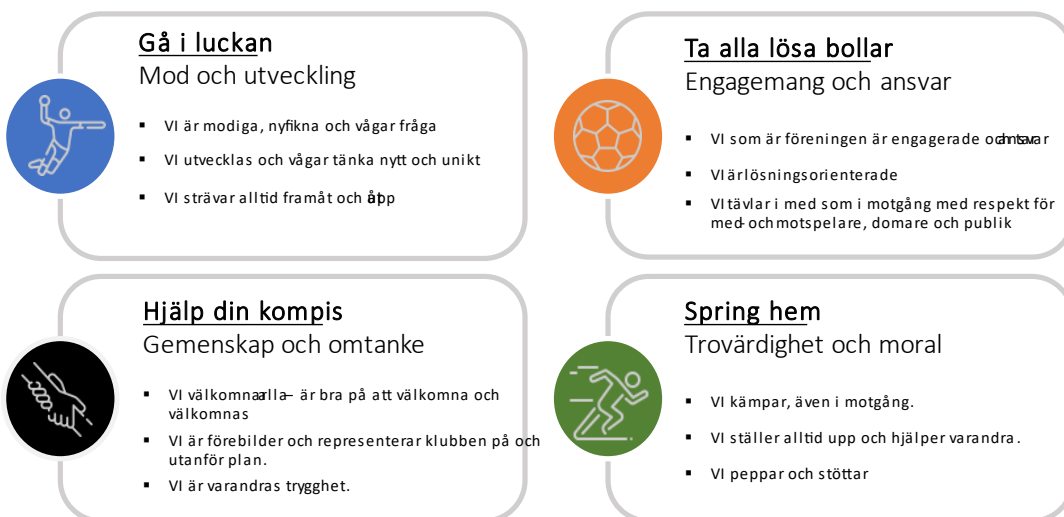 Gå i luckan
Mod och utveckling
▪ VI är modiga, nyfikna och vågar fråga
▪ VI utvecklas och vågar tänka nytt och unikt
▪ VI strävar alltid framåt och
Ta alla lösa bollar
Engagemang och ansvar
▪ VI som är föreningen är engagerade och
▪ VI är lösningsorienterade
▪ VI tävlar i med som i motgång med respekt för
med- och motspelare, domare och publik
Hjälp din kompis
Gemenskap och omtanke
▪ VI välkomnar alla – är bra på att välkomna och
välkomnas
▪ VI är förebilder och representerar klubben på och
utanför plan.
▪ VI är varandras trygghet.
Spring hem
Trovärdighet och moral
▪ VI kämpar, även i motgång.
▪ VI ställer alltid upp och hjälper varandra.
▪ VI peppar och stöttar